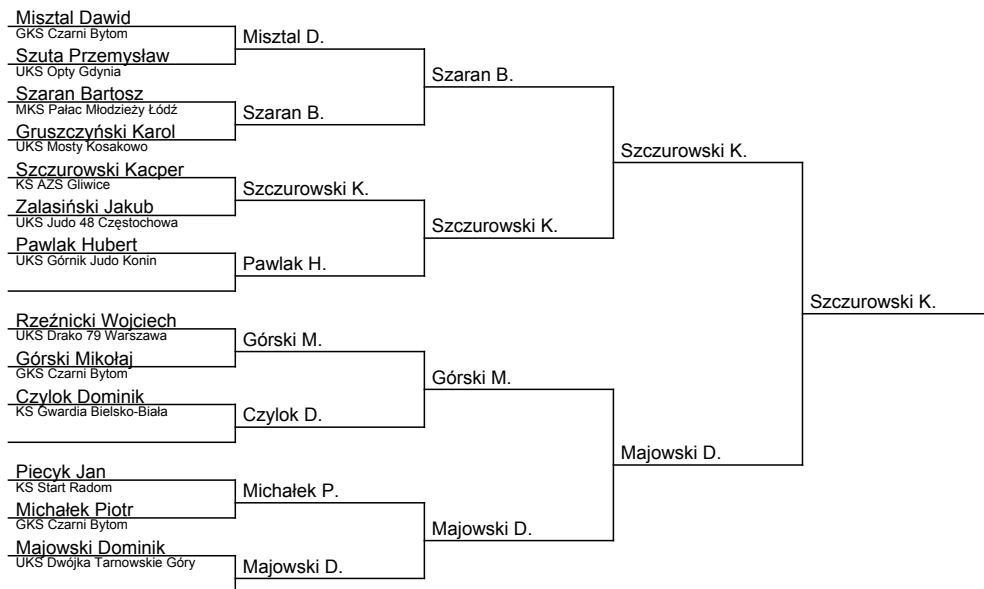 Misztal Dawid
GKS Czarni Bytom
Szuta Przemysław
UKS Opty Gdynia
Szaran Bartosz
MKS Pałac Młodzieży Łódź
Gruszczyński Karol
UKS Mosty Kosakowo
Szczurowski Kacper
KS AZS Gliwice
Zalasiński Jakub
UKS Judo 48 Częstochowa
Pawlak Hubert
UKS Górnik Judo Konin
Rzeźnicki Wojciech
UKS Drako 79 Warszawa
Górski Mikołaj
GKS Czarni Bytom
Czylok Dominik
KS Gwardia Bielsko-Biała
Piecyk Jan
KS Start Radom
Michałek Piotr
GKS Czarni Bytom
Majowski Dominik
UKS Dwójka Tarnowskie Góry
Misztal D.
Szaran B.
Szczurowski K.
Pawlak H.
Górski M.
Czylok D.
Michałek P.
Majowski D.
Szaran B.
Szczurowski K.
Górski M.
Majowski D.
Szczurowski K.
Majowski D.
Szczurowski K.